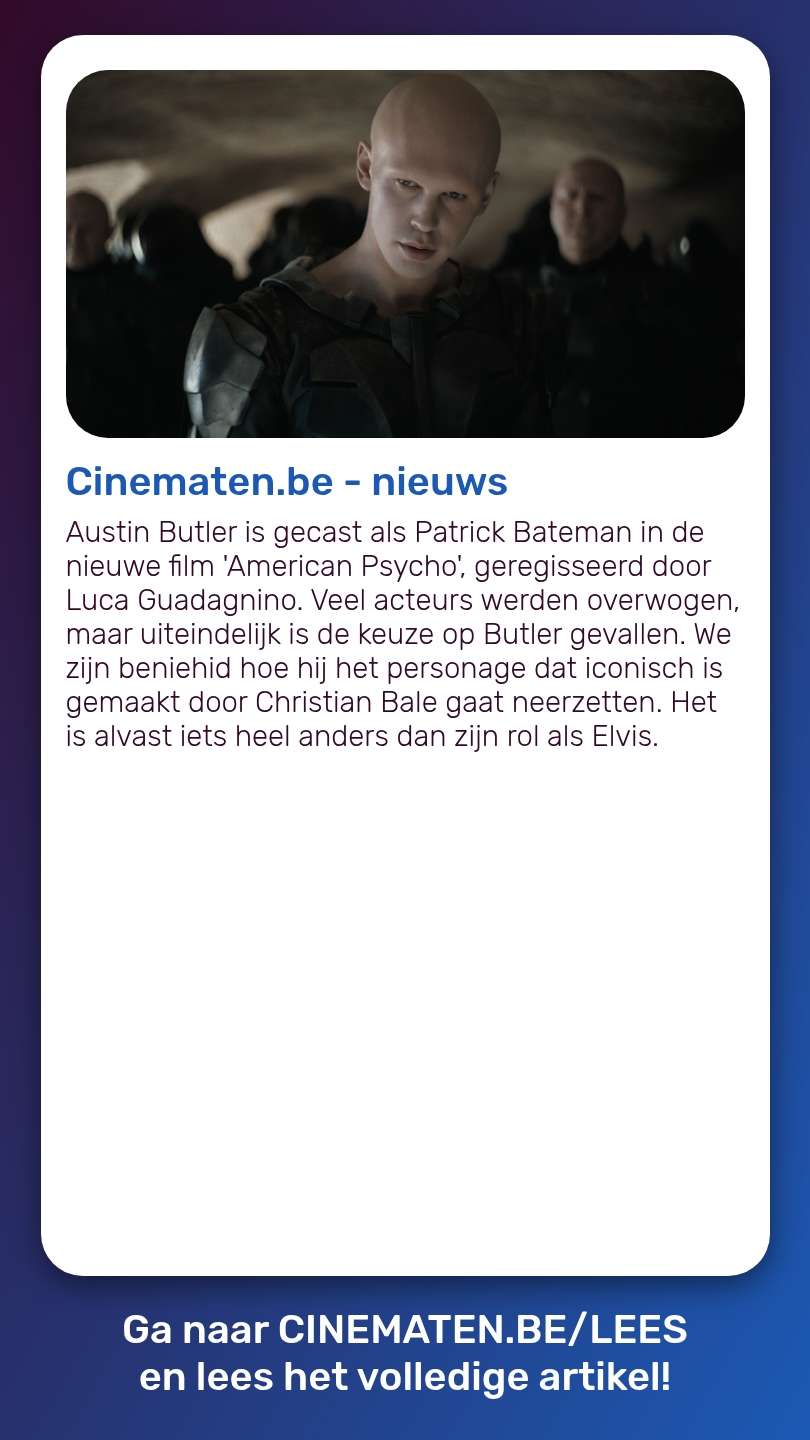 Cinematen.be - nieuws
Austin Butler is gecast als Patrick Bateman in de
nieuwe film 'American Psycho', geregisseerd door
Luca Guadagnino. Veel acteurs werden overwogen,
maar uiteindelijk is de keuze op Butler gevallen. We
zijn beniehid hoe hij het personage dat iconisch is
gemaakt door Christian Bale gaat neerzetten. Het
is alvast iets heel anders dan zijn rol als Elvis.
Ga naar CINEMATEN.BE/LEES
en lees het volledige artikel!